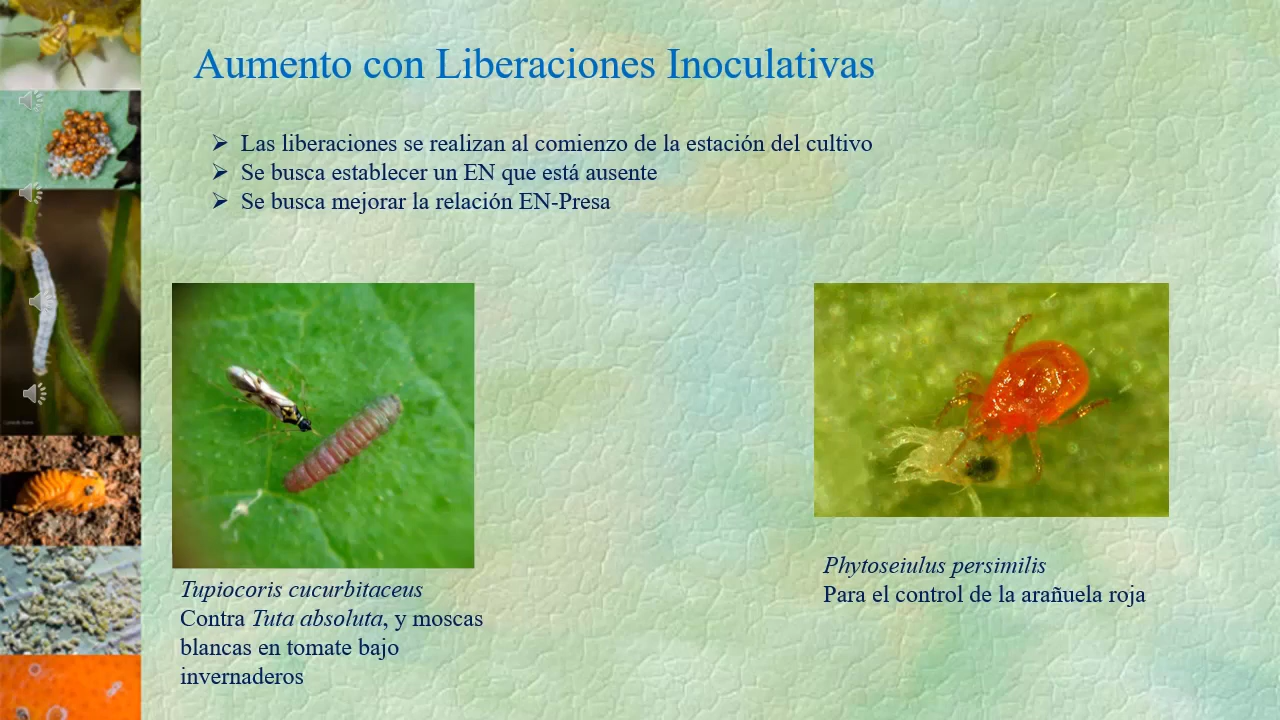 Aumento con Liberaciones Inoculativas
➢ Las liberaciones se realizan al comienzo de la estación del cultivo
➢ Se busca establecer un EN que está ausente
➢ Se busca mejorar la relación EN-Presa
Tupiocoris cucurbitaceus
Contra Tuta absoluta, y moscas
blancas en tomate bajo
invernaderos
Phytoseiulus persimilis
Para el control de la arañuela roja